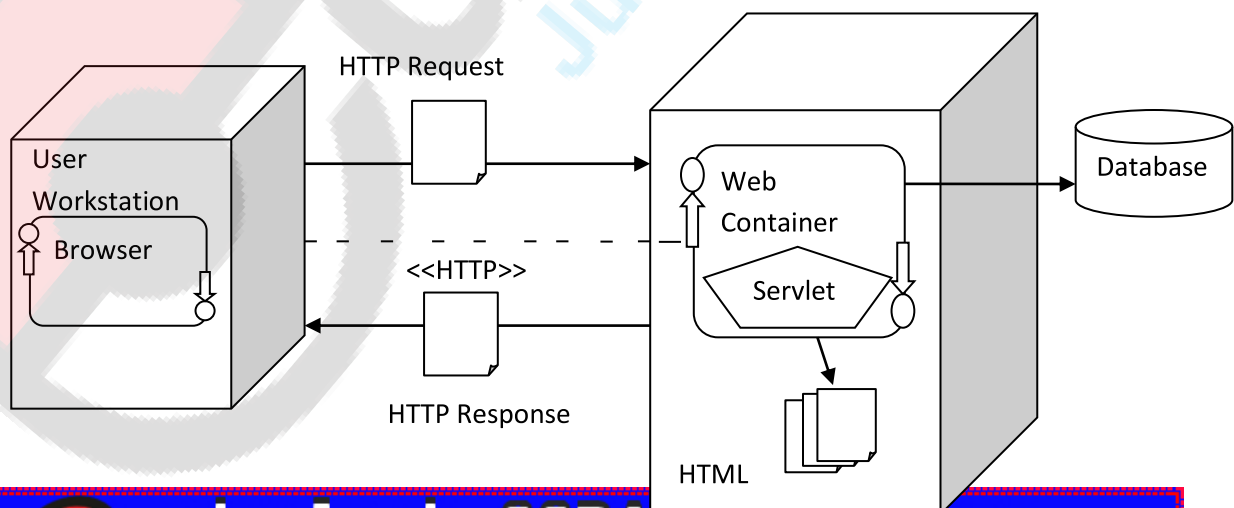 HTTP Request
User
Workstation
Browser
<<HTTP>>
HTTP Response
Web
Container
Servlet
HTML
Database